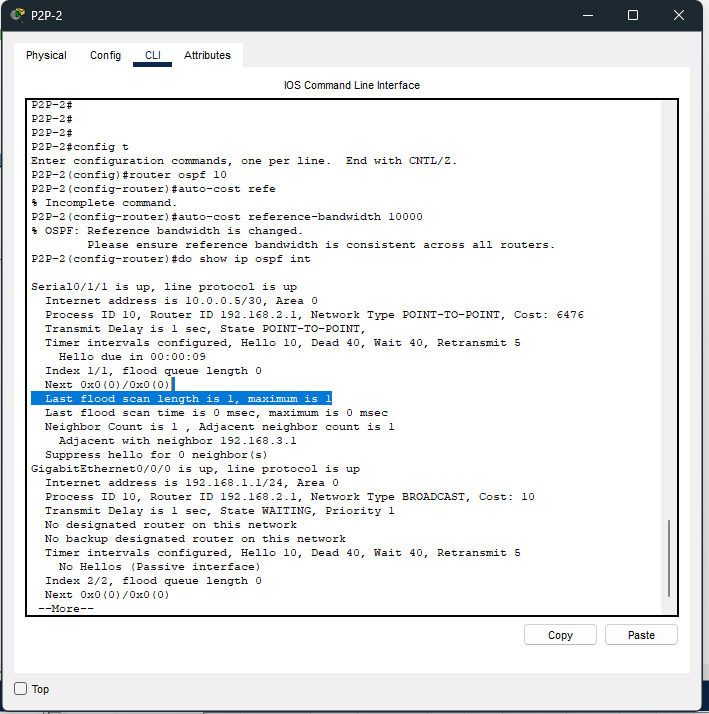 P2P-2
Physical Config CLI Attributes
IOS Command Line Interface
P2P-2#
P2P-2#
P2P-2#
P2P-2#config t
Enter configuration commands, one per line.  End with CNTL/Z.
P2P-2(config)#router ospf 10
P2P-2(config-router)#auto-cost refe
% Incomplete command.
P2P-2(config-router)#auto-cost reference-bandwidth 10000
% OSPF: Reference bandwidth is changed.
        Please ensure reference bandwidth is consistent across all routers.
P2P-2(config-router)#do show ip ospf int

Serial0/1/1 is up, line protocol is up
  Internet address is 10.0.0.5/30, Area 0
  Process ID 10, Router ID 192.168.2.1, Network Type POINT-TO-POINT, Cost: 6476
  Transmit Delay is 1 sec, State POINT-TO-POINT,
  Timer intervals configured, Hello 10, Dead 40, Wait 40, Retransmit 5
    Hello due in 00:00:09
  Index 1/1, flood queue length 0
  Next 0x0(0)/0x0(0)
  Last flood scan length is 1, maximum is 1
  Last flood scan time is 0 msec, maximum is 0 msec
  Neighbor Count is 1 , Adjacent neighbor count is 1
    Adjacent with neighbor 192.168.3.1
  Suppress hello for 0 neighbor(s)
GigabitEthernet0/0/0 is up, line protocol is up
  Internet address is 192.168.1.1/24, Area 0
  Process ID 10, Router ID 192.168.2.1, Network Type BROADCAST, Cost: 10
  Transmit Delay is 1 sec, State WAITING, Priority 1
  No designated router on this network
  No backup designated router on this network
  Timer intervals configured, Hello 10, Dead 40, Wait 40, Retransmit 5
    No Hellos (Passive interface)
  Index 2/2, flood queue length 0
  Next 0x0(0)/0x0(0)
 --More--
Copy Paste
Top